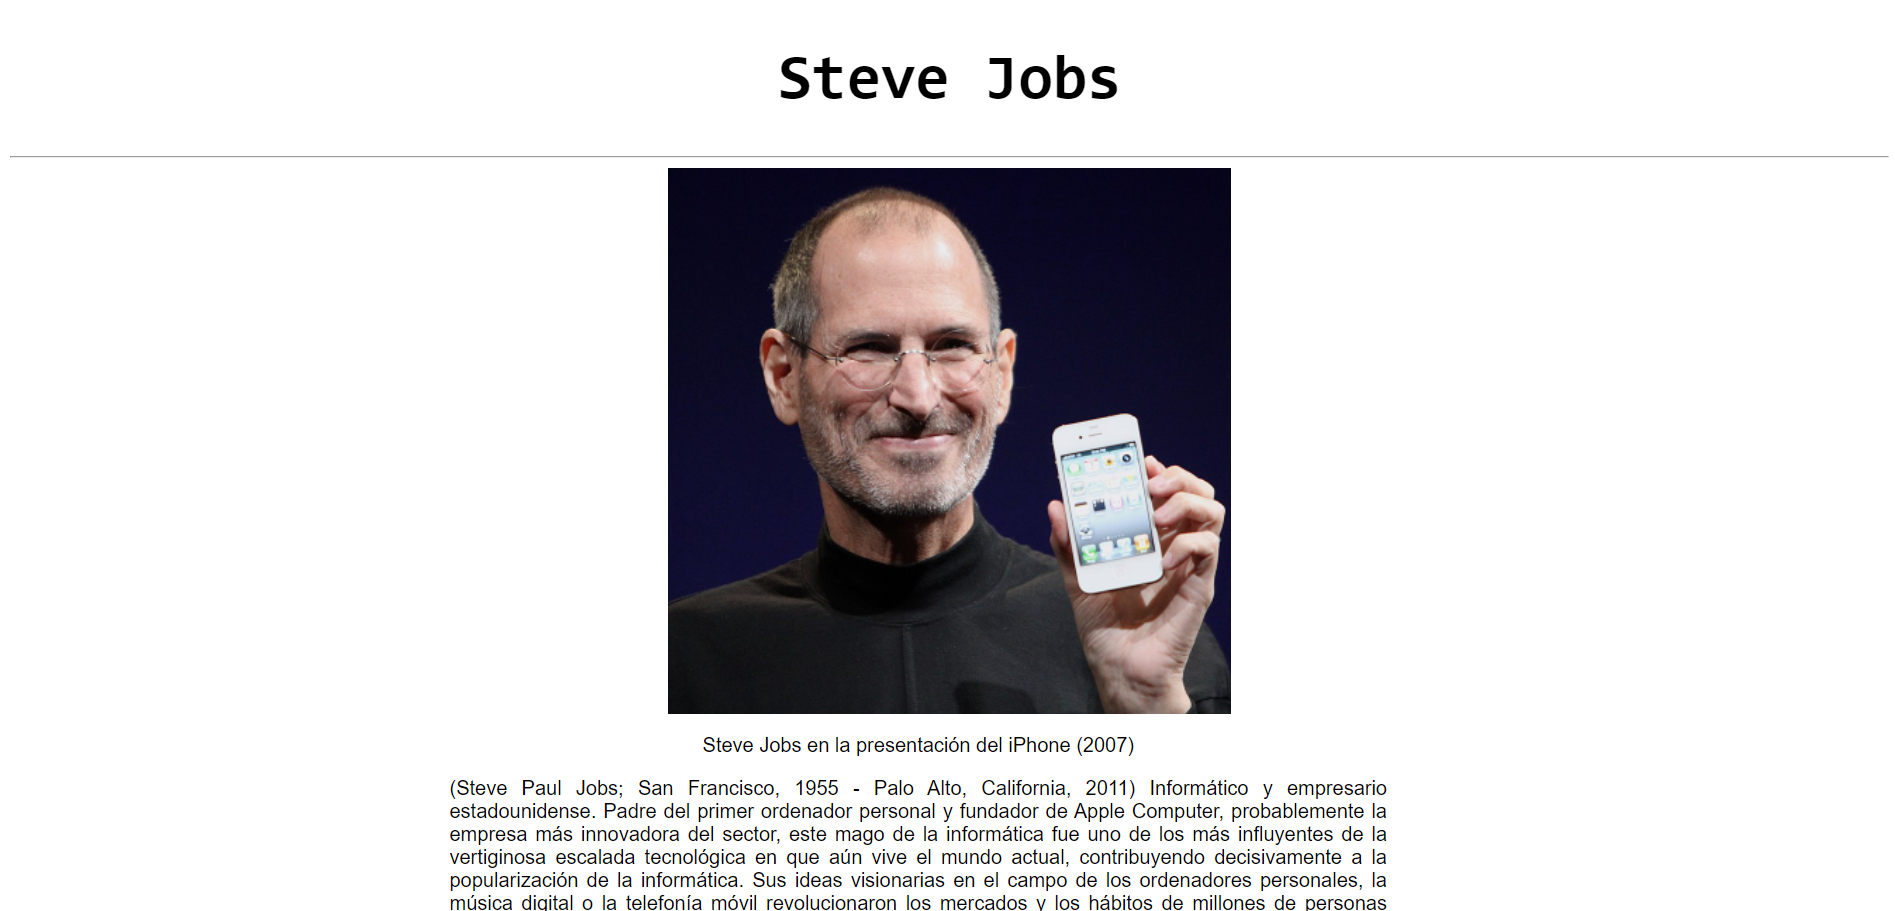 Steve Jobs
Steve Jobs en la presentación del iPhone (2007)
(Steve Paul Jobs; San Francisco, 1955 - Palo Alto, California, 2011) Informático y empresario
estadounidense. Padre del primer ordenador personal y fundador de Apple Computer, probablemente la
empresa más innovadora del sector, este mago de la informática fue uno de los más influyentes de la
vertiginosa escalada tecnológica en que aún vive el mundo actual, contribuyendo decisivamente a la
popularización de la informática. Sus ideas visionarias en el campo de los ordenadores personales, la
música digital o la telefonía móvil revolucionaron los mercados y los hábitos de millones de personas